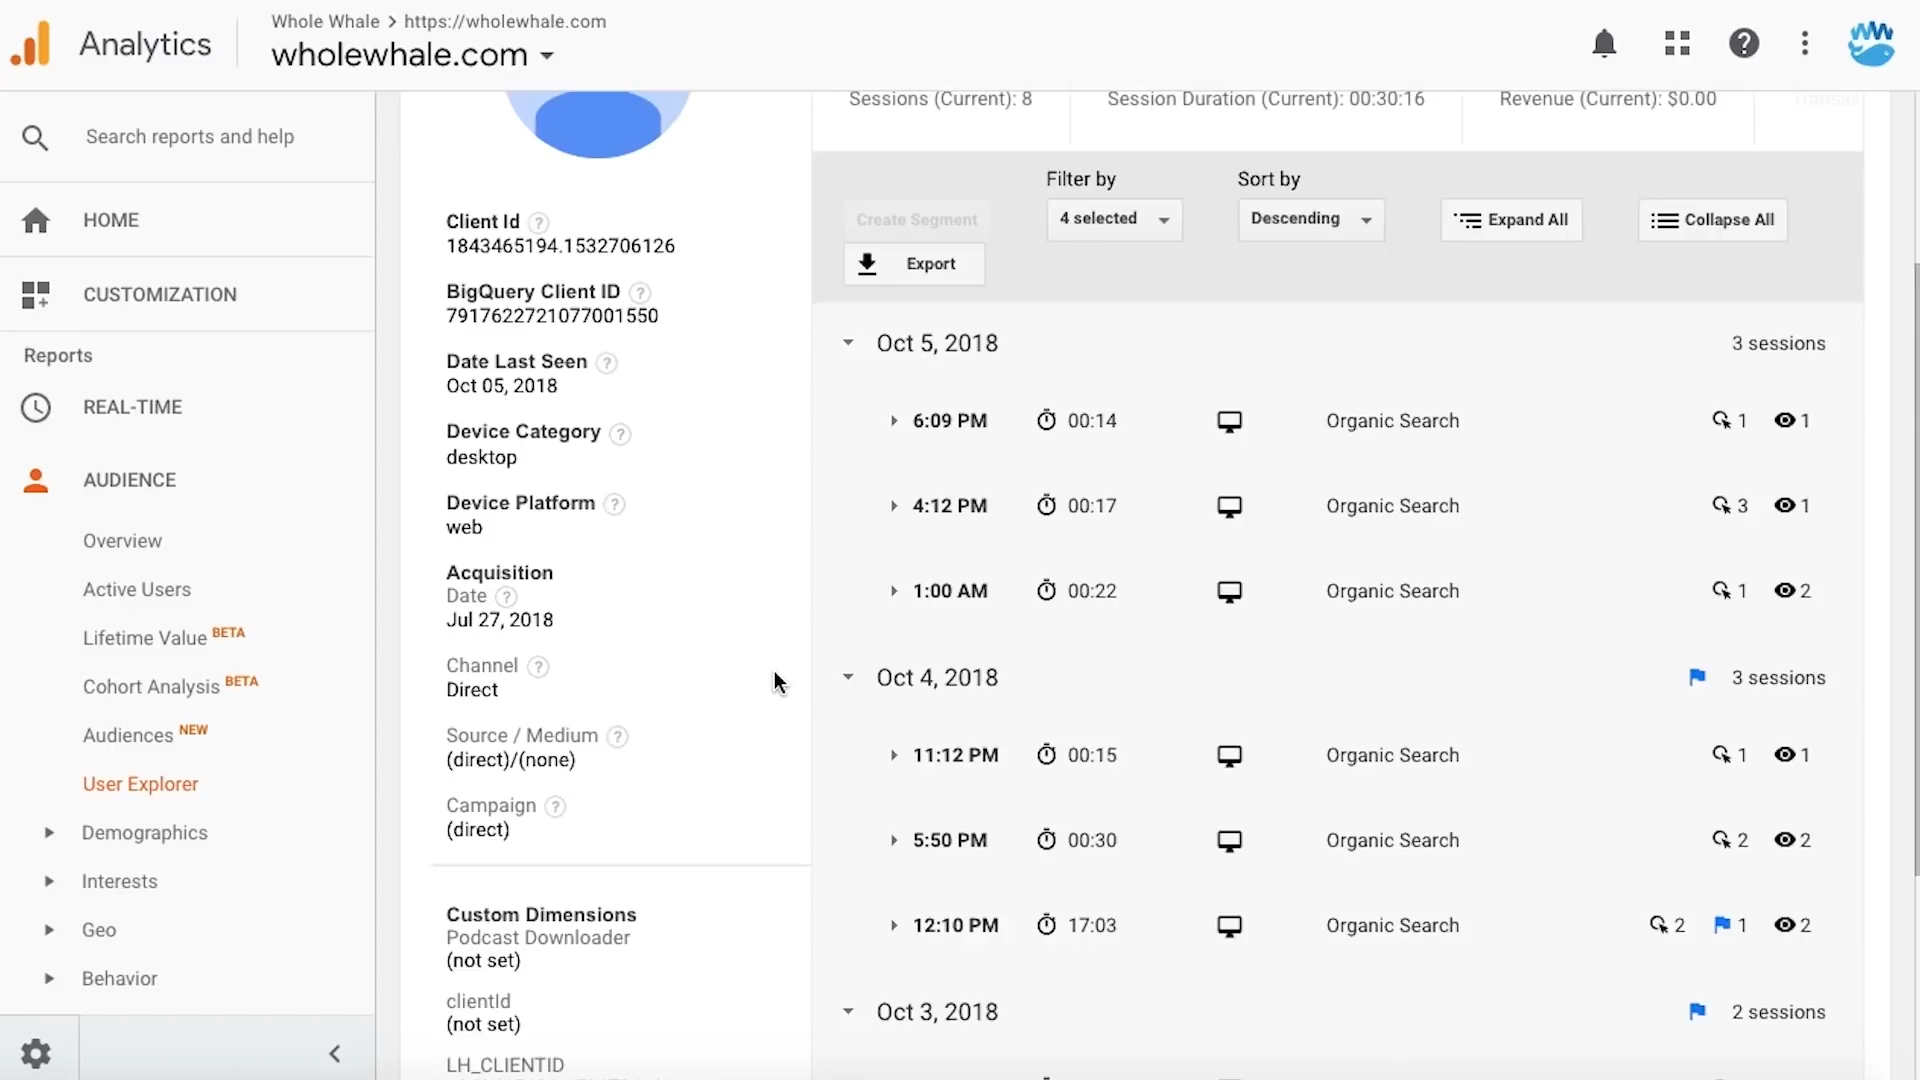 Analytics
Whole Whale > https://wholewhale.com
wholewhale.com
Search reports and help
HOME
CUSTOMIZATION
Reports
REAL-TIME
AUDIENCE
Overview
Active Users
Lifetime Value BETA
Cohort Analysis BETA
Audiences NEW
User Explorer
Demographics
Interests
Geo
Behavior
Client Id ?
1843465194.1532706126
BigQuery Client ID ?
7917622721077001550
Date Last Seen ?
Oct 05, 2018
Device Category ?
desktop
Device Platform ?
web
Acquisition
Date ?
Jul 27, 2018
Channel ?
Direct
Source / Medium ?
(direct)/(none)
Campaign ?
(direct)
Custom Dimensions
Podcast Downloader
(not set)
clientId
(not set)
LH_CLIENTID
Sessions (Current): 8 Session Duration (Current): 00:30:16 Revenue (Current): $0.00
Filter by Sort by
Create Segment 4 selected Descending Expand All Collapse All
Export
Oct 5, 2018 3 sessions
6:09 PM 00:14 Organic Search 1 1
4:12 PM 00:17 Organic Search 3 1
1:00 AM 00:22 Organic Search 1 2
Oct 4, 2018 3 sessions
11:12 PM 00:15 Organic Search 1 1
5:50 PM 00:30 Organic Search 2 2
12:10 PM 17:03 Organic Search 2 1 2
Oct 3, 2018 2 sessions